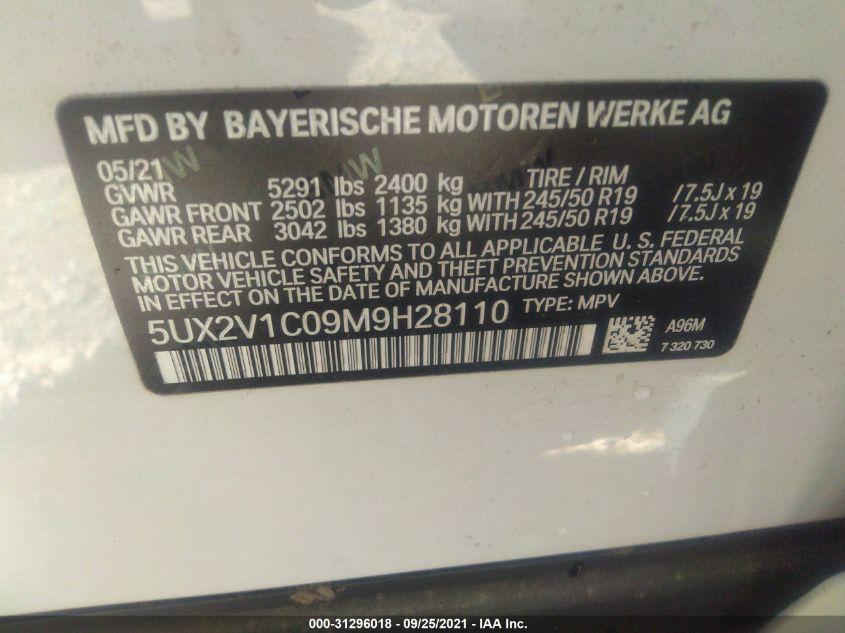 MFD BY BAYERISCHE MOTOREN WERKE AG
05/21 TIRE / RIM
GVWR 5291 lbs 2400 kg
GAWR FRONT 2502 lbs 1135 kg WITH 245/50 R19 /7.5J x 19
GAWR REAR 3042 lbs 1380 kg WITH 245/50 R19 /7.5J x 19
THIS VEHICLE CONFORMS TO ALL APPLICABLE U. S. FEDERAL
MOTOR VEHICLE SAFETY AND THEFT PREVENTION STANDARDS
IN EFFECT ON THE DATE OF MANUFACTURE SHOWN ABOVE.
5UX2V1C09M9H28110 TYPE: MPV
A96M
7 320 730
000-31296018 - 09/25/2021 - IAA Inc.